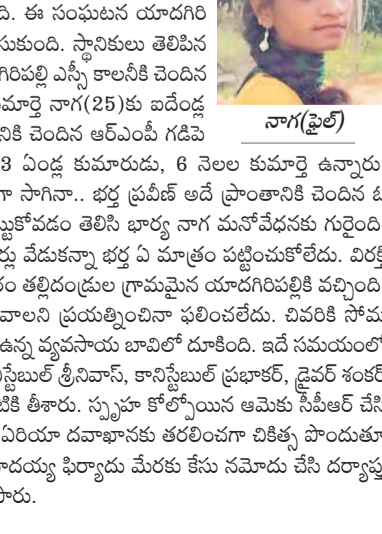 ది. ఈ సంఘటన యాదగిరి
సుకుంది. స్థానికులు తెలిపిన
గిరిపల్లి ఎస్సీ కాలనీకి చెందిన
మార్తె నాగ(25)కు ఐదేండ్ల
నికి చెందిన ఆర్ఎంపీ గడిపె
నాగ(ఫైల్)
3 ఏండ్ల కుమారుడు, 6 నెలల కుమార్తె ఉన్నారు
గా సాగినా.. భర్త ప్రవీణ్ అదే ప్రాంతానికి చెందిన ఓ
ట్టుకోవడం తెలిసి భార్య నాగ మనోవేధనకు గురైంది
ర్లు వేడుకన్నా భర్త ఏ మాత్రం పట్టించుకోలేదు. విరక్తి
రం తల్లిదండ్రుల గ్రామమైన యాదగిరిపల్లికి వచ్చింది
వాలని ప్రయత్నించినా ఫలించలేదు. చివరికి సోమ
ఉన్న వ్యవసాయ బావిలో దూకింది. ఇదే సమయంలో
నిస్టేబుల్ శ్రీనివాస్, కానిస్టేబుల్ ప్రభాకర్, డ్రైవర్ శంకర్
టికి తీశారు. స్పృహ కోల్పోయిన ఆమెకు సీపీఆర్ చేసి
ఏరియా దవాఖానకు తరలించగా చికిత్స పొందుతూ
ాదయ్య ఫిర్యాదు మేరకు కేసు నమోదు చేసి దర్యాప్తు
పారు.